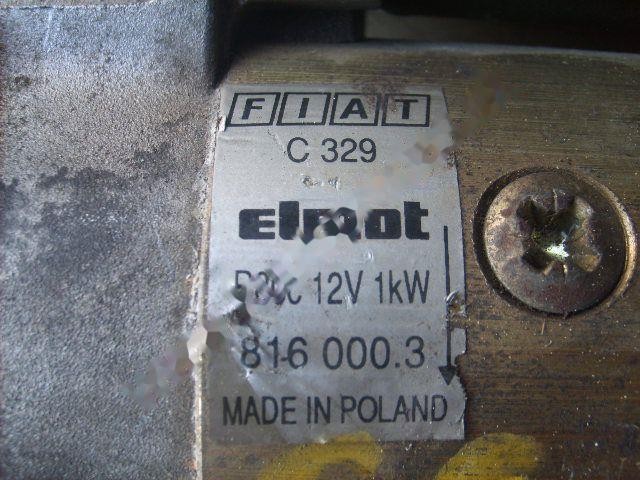 FIAT
C 329
elmot
12V 1kW
816 000.3
MADE IN POLAND